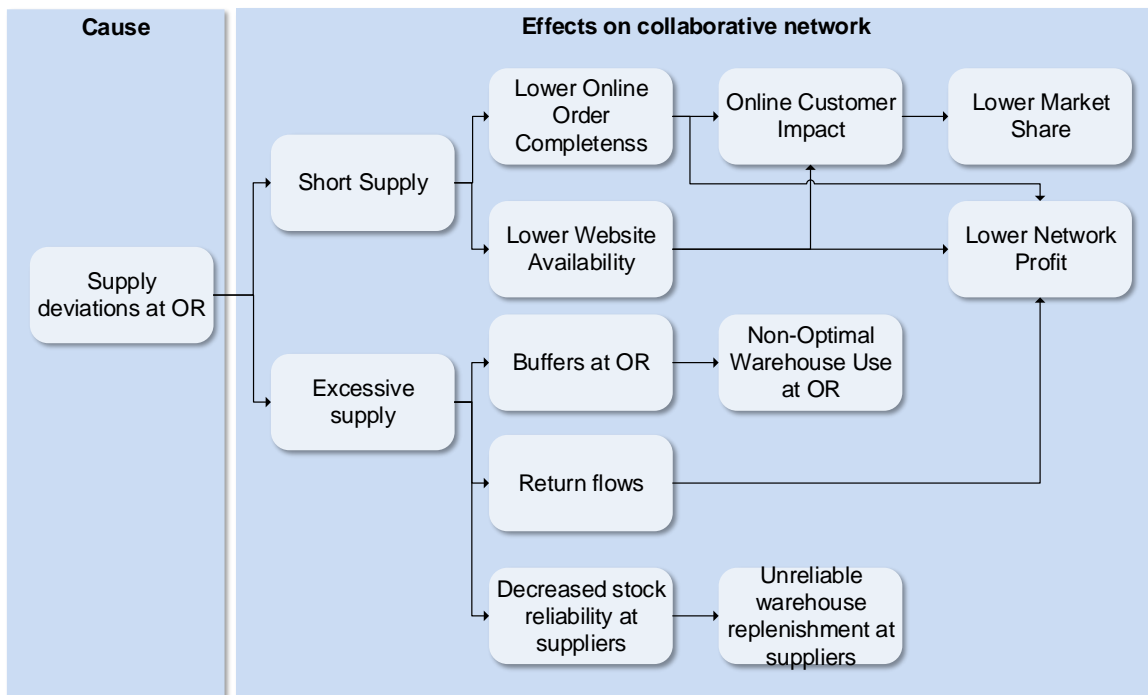 Cause
Effects on collaborative network
Lower Online
Order
Completenss
Online Customer
Impact
Lower Market
Share
Short Supply
Lower Website
Availability
Lower Network
Profit
Supply
deviations at OR
Buffers at OR
Non-Optimal
Warehouse Use
at OR
Excessive
supply
Return flows
Decreased stock
reliability at
suppliers
Unreliable
warehouse
replenishment at
suppliers